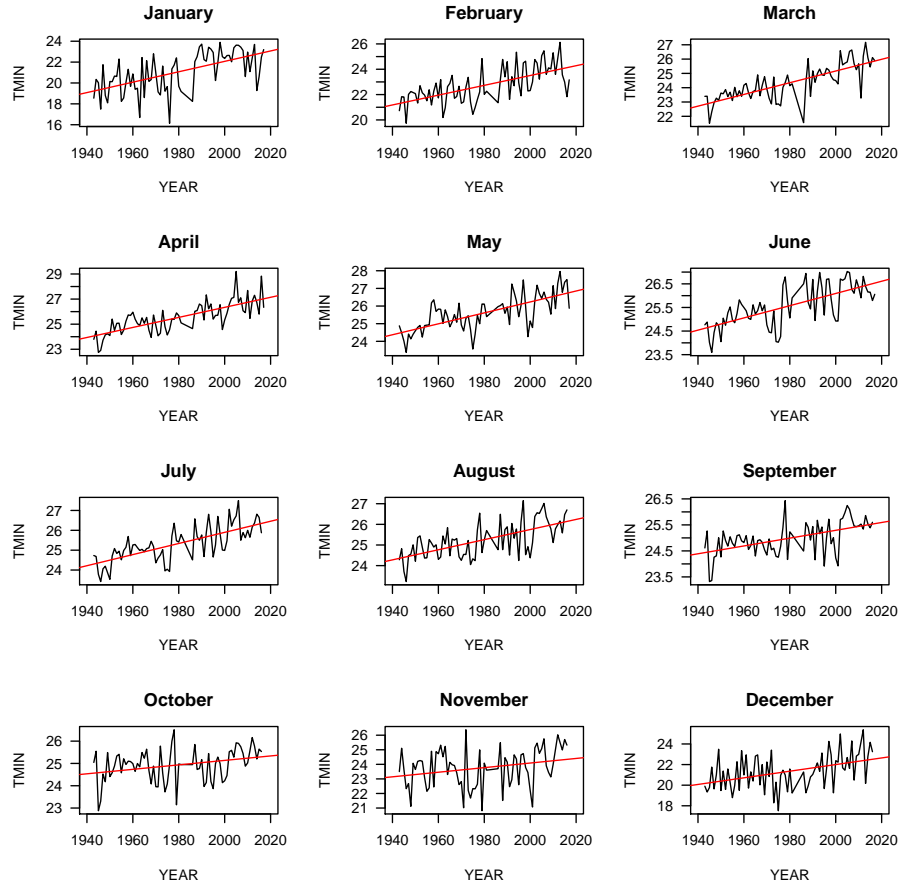 January February March
TMIN 16 18 20 22 24 TMIN 20 22 24 26 TMIN 22 23 24 25 26 27
1940 1960 1980 2000 2020 1940 1960 1980 2000 2020 1940 1960 1980 2000 2020
YEAR YEAR YEAR
April May June
TMIN 23 25 27 29 TMIN 24 25 26 27 28 TMIN 23.5 24.5 25.5 26.5
1940 1960 1980 2000 2020 1940 1960 1980 2000 2020 1940 1960 1980 2000 2020
YEAR YEAR YEAR
July August September
TMIN 24 25 26 27 TMIN 24 25 26 27 TMIN 23.5 24.5 25.5 26.5
1940 1960 1980 2000 2020 1940 1960 1980 2000 2020 1940 1960 1980 2000 2020
YEAR YEAR YEAR
October November December
TMIN 23 24 25 26 TMIN 21 22 23 24 25 26 TMIN 18 20 22 24
1940 1960 1980 2000 2020 1940 1960 1980 2000 2020 1940 1960 1980 2000 2020
YEAR YEAR YEAR